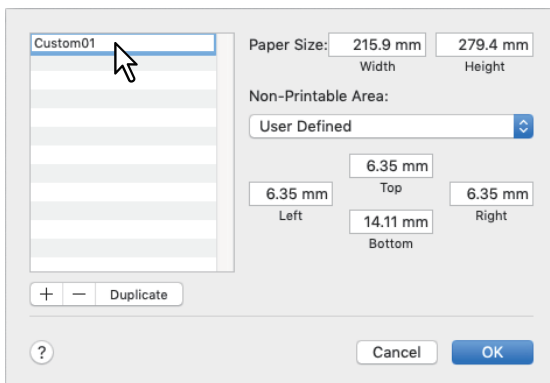 Custom01
Paper Size: 215.9 mm 279.4 mm
Width Height
Non-Printable Area:
User Defined
6.35 mm
Top
6.35 mm 6.35 mm
Left Right
14.11 mm
Bottom
+ − Duplicate
? Cancel OK